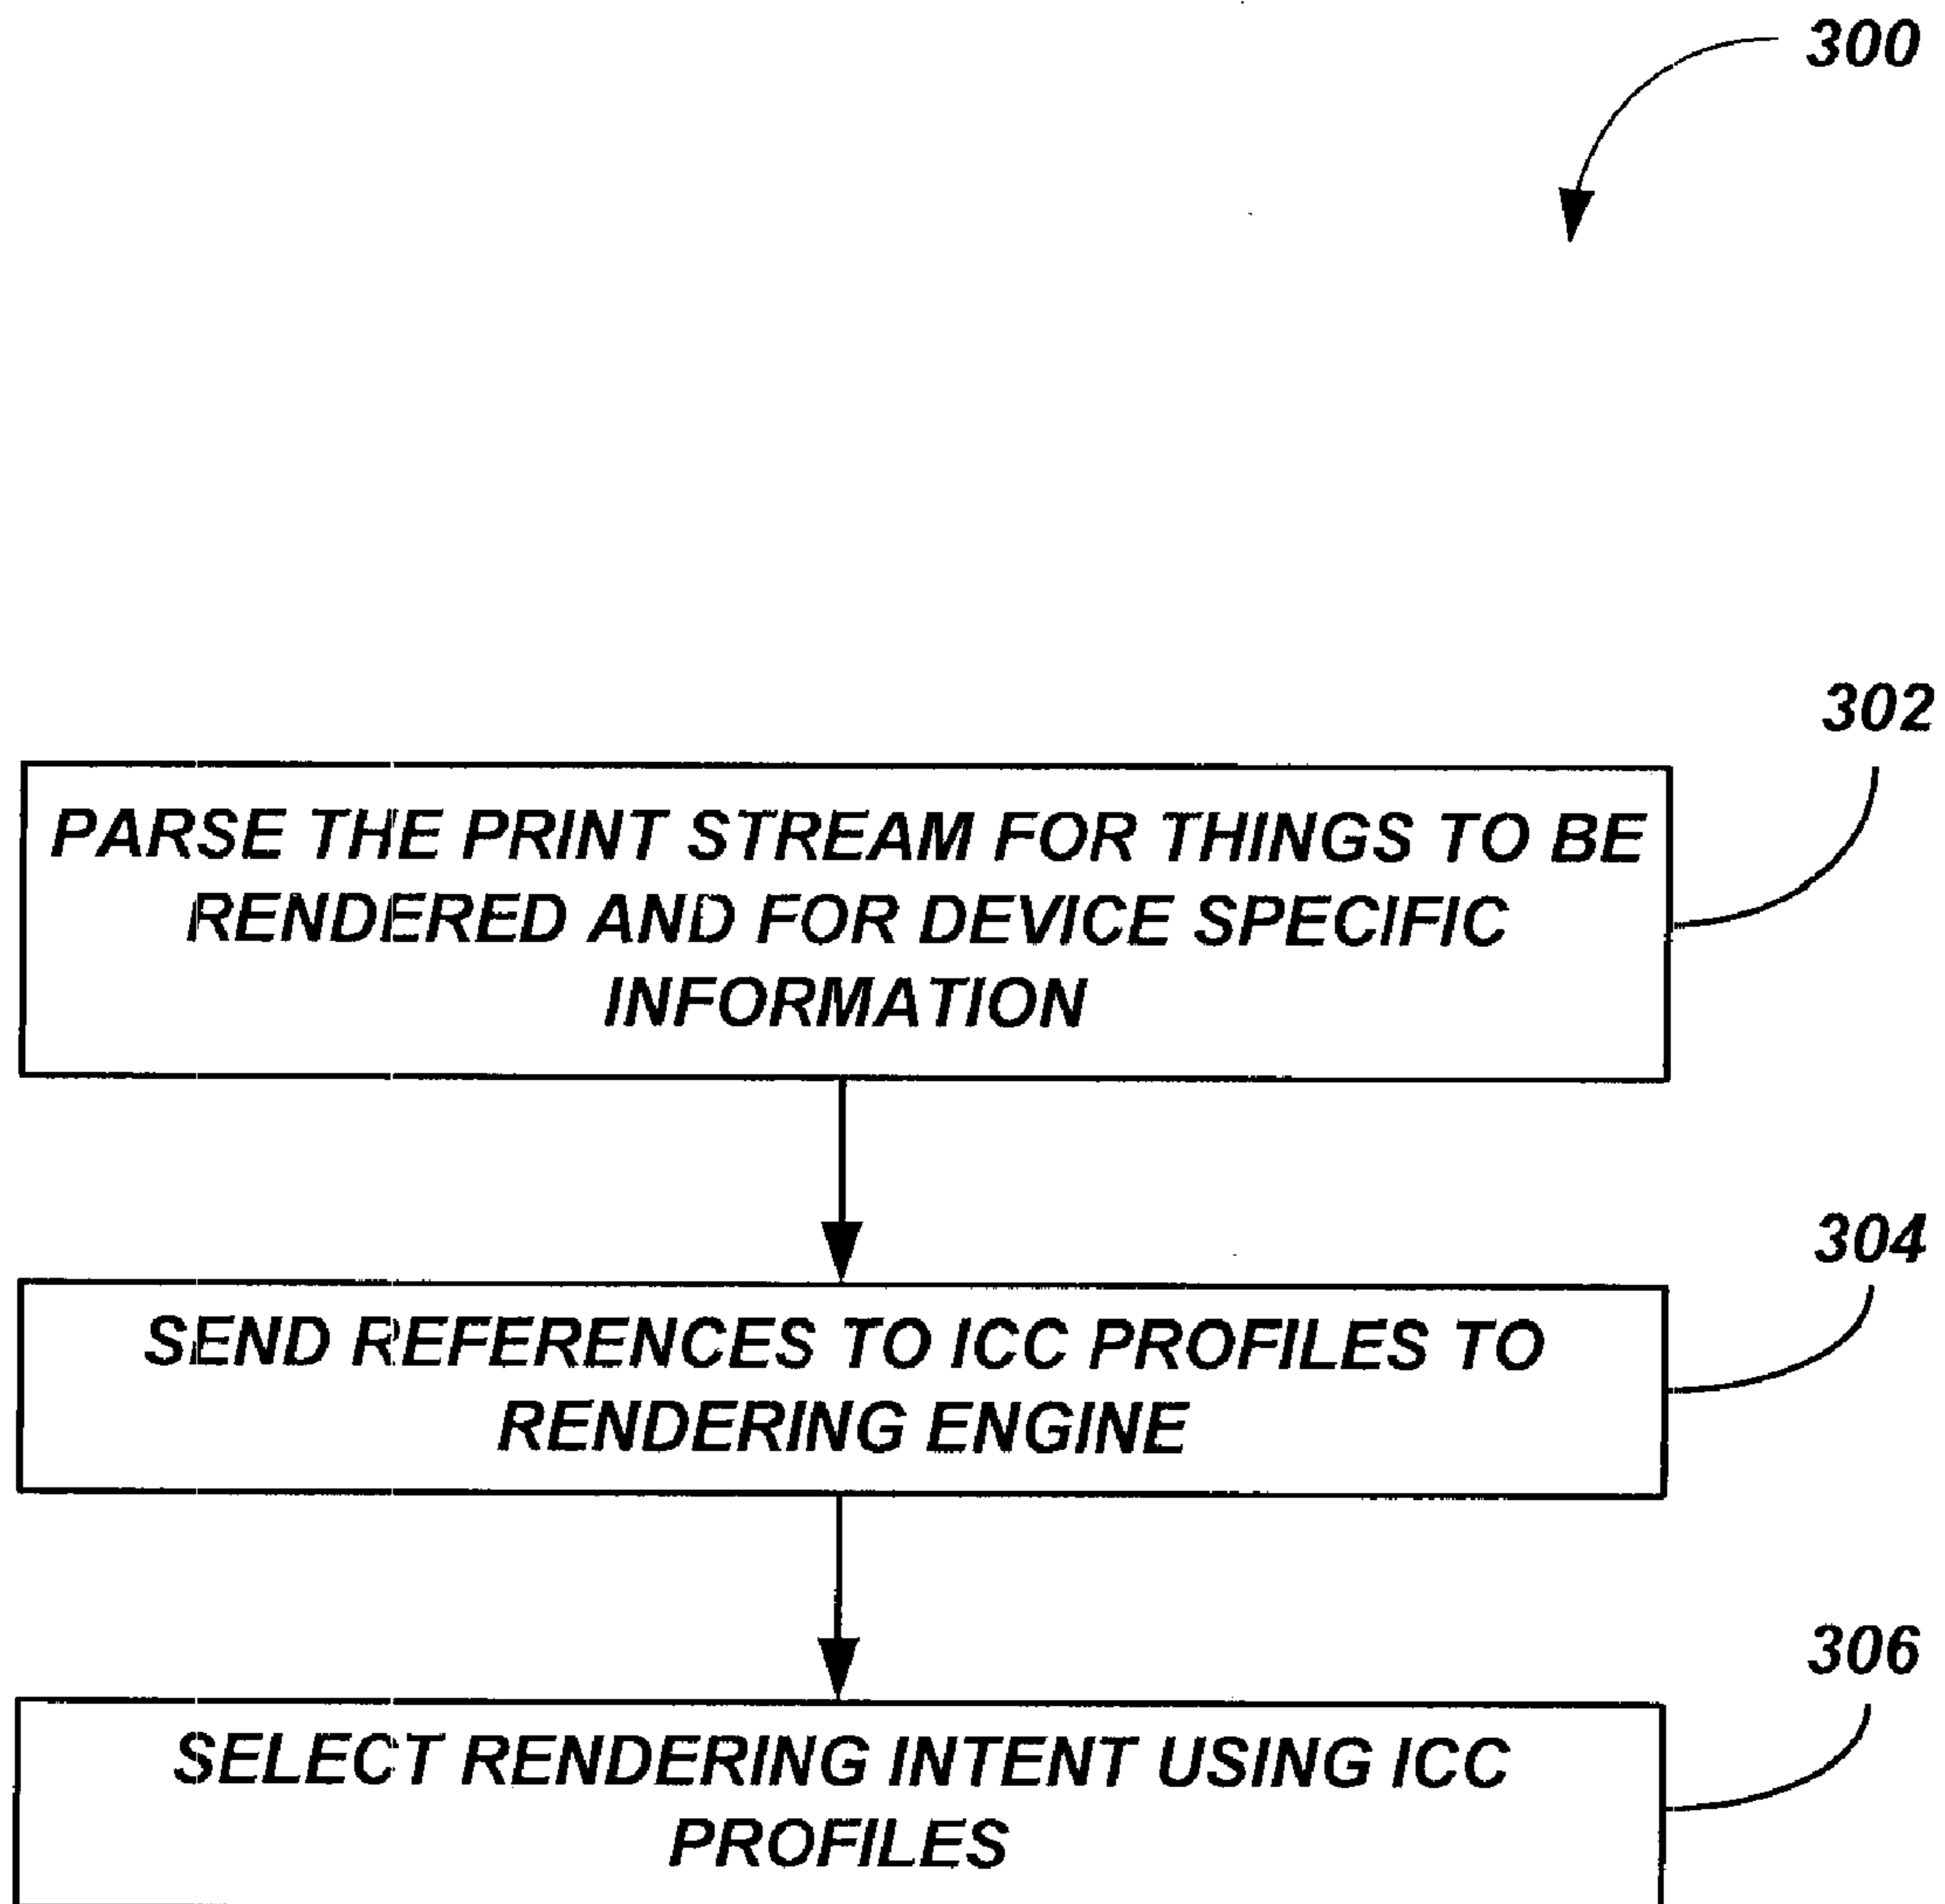 300
302
PARSE THE PRINT STREAM FOR THINGS TO BE
RENDERED AND FOR DEVICE SPECIFIC
INFORMATION
304
SEND REFERENCES TO ICC PROFILES TO
RENDERING ENGINE
306
SELECT RENDERING INTENT USING ICC
PROFILES